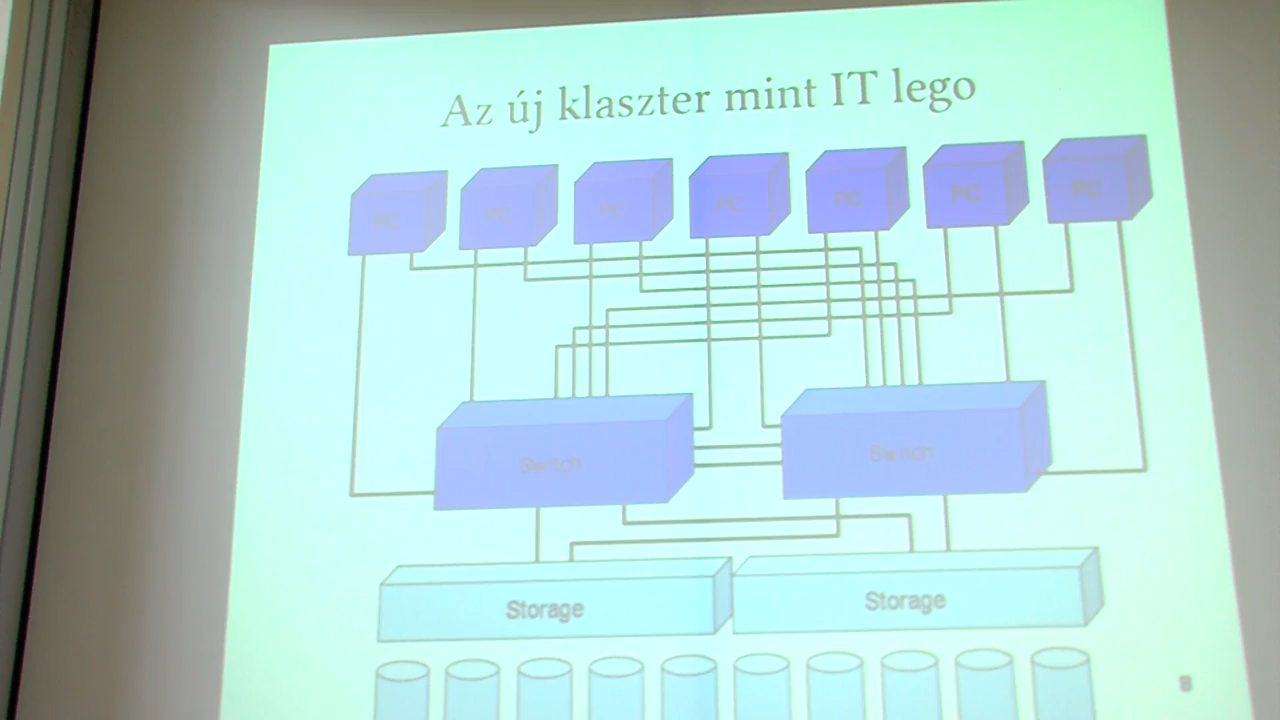 Az új klaszter mint IT lego
PC PC PC PC PC PC PC
Switch Switch
Storage Storage